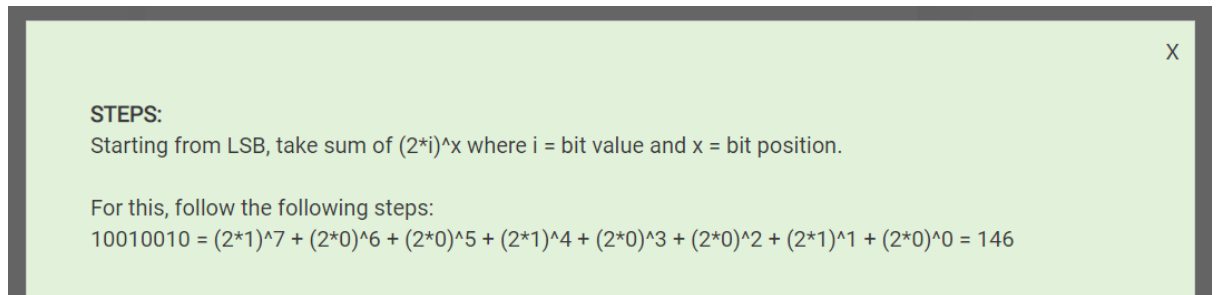 X
STEPS:
Starting from LSB, take sum of (2*i)^x where i = bit value and x = bit position.
For this, follow the following steps:
10010010 = (2*1)^7 + (2*0)^6 + (2*0)^5 + (2*1)^4 + (2*0)^3 + (2*0)^2 + (2*1)^1 + (2*0)^0 = 146